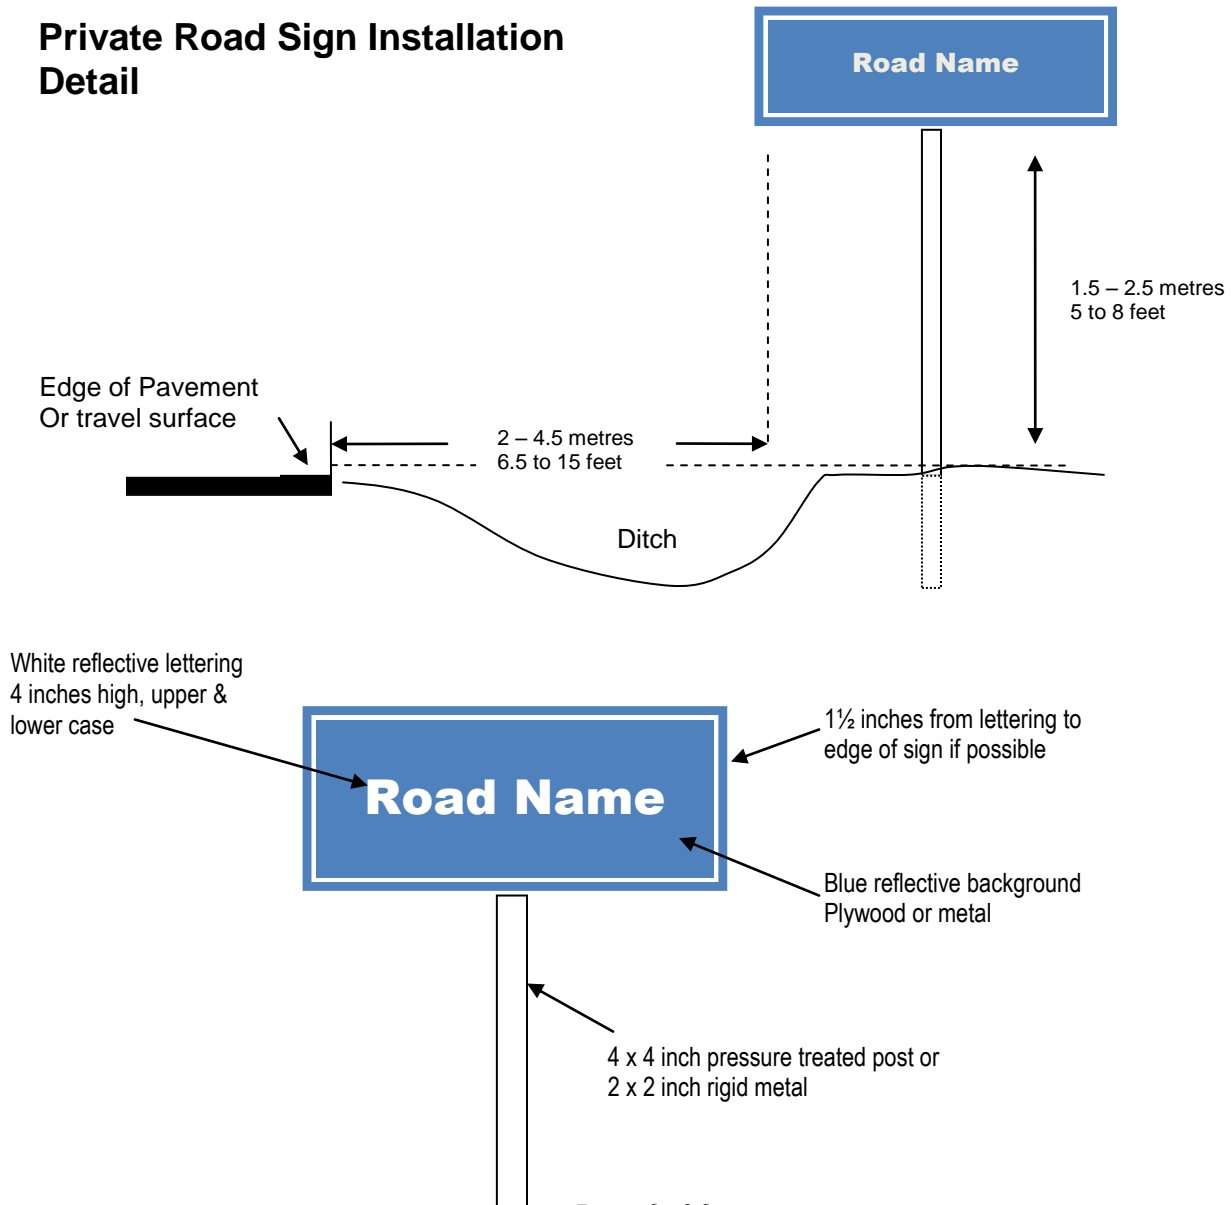 Private Road Sign Installation
Detail
Road Name
1.5 – 2.5 metres
5 to 8 feet
Edge of Pavement
Or travel surface
2 – 4.5 metres
6.5 to 15 feet
Ditch
White reflective lettering
4 inches high, upper &
lower case
1½ inches from lettering to
edge of sign if possible
Road Name
Blue reflective background
Plywood or metal
4 x 4 inch pressure treated post or
2 x 2 inch rigid metal